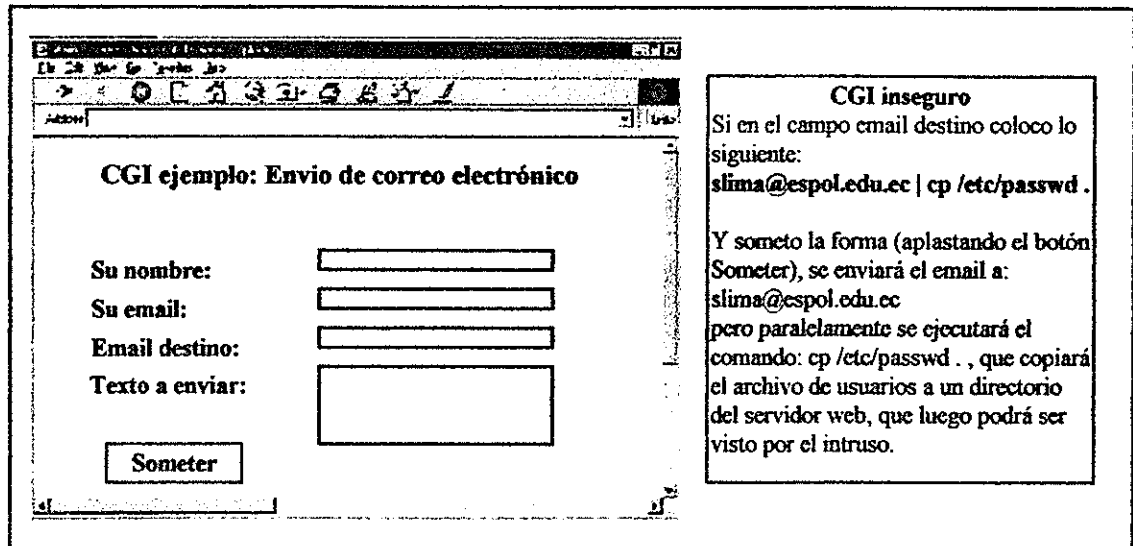 CGI ejemplo: Envio de correo electrónico
Su nombre:
Su email:
Email destino:
Texto a enviar:
Someter
CGI inseguro
Si en el campo email destino coloco lo
siguiente:
slima@espol.edu.ec | cp /etc/passwd .
Y someto la forma (aplastando el botón
Someter), se enviará el email a:
slima@espol.edu.ec
pero paralelamente se ejecutará el
comando: cp /etc/passwd . , que copiará
el archivo de usuarios a un directorio
del servidor web, que luego podrá ser
visto por el intruso.